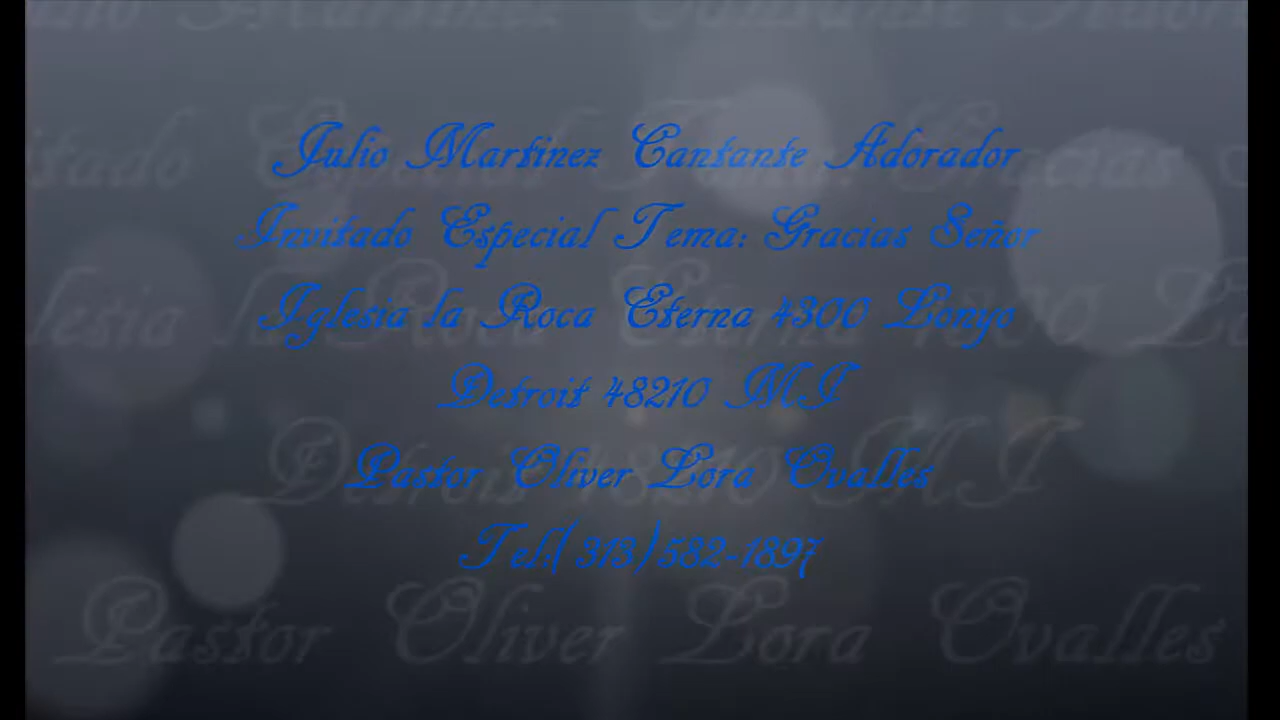 Julio Martinez Cantante Adorador
Invitado Especial Tema: Gracias Señor
Iglesia la Roca Eterna 4300 Lonyo
Detroit 48210 MI
Pastor Oliver Lora Ovalles
Tel:(313)582-1897